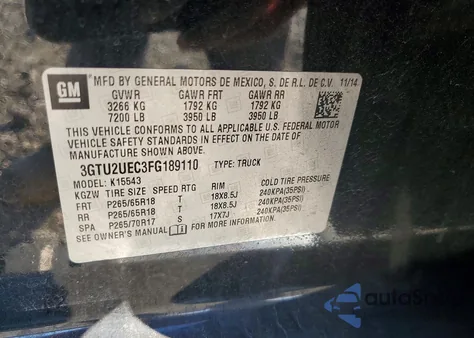 GM
MFD BY GENERAL MOTORS DE MEXICO, S. DE R.L. DE C.V. 11/14
GVWR GAWR FRT GAWR RR
3266 KG 1792 KG 1792 KG
7200 LB 3950 LB 3950 LB
THIS VEHICLE CONFORMS TO ALL APPLICABLE U.S. FEDERAL MOTOR
VEHICLE SAFETY STANDARDS IN EFFECT ON THE DATE OF
MANUFACTURE SHOWN ABOVE.
3GTU2UEC3FG189110 TYPE: TRUCK
MODEL: K15543
KGZW TIRE SIZE SPEED RTG RIM COLD TIRE PRESSURE
FRT P265/65R18 T 18X8.5J 240KPA(35PSI)
RR P265/65R18 T 18X8.5J 240KPA(35PSI)
SPA P265/70R17 S 17X7J 240KPA(35PSI)
SEE OWNER'S MANUAL